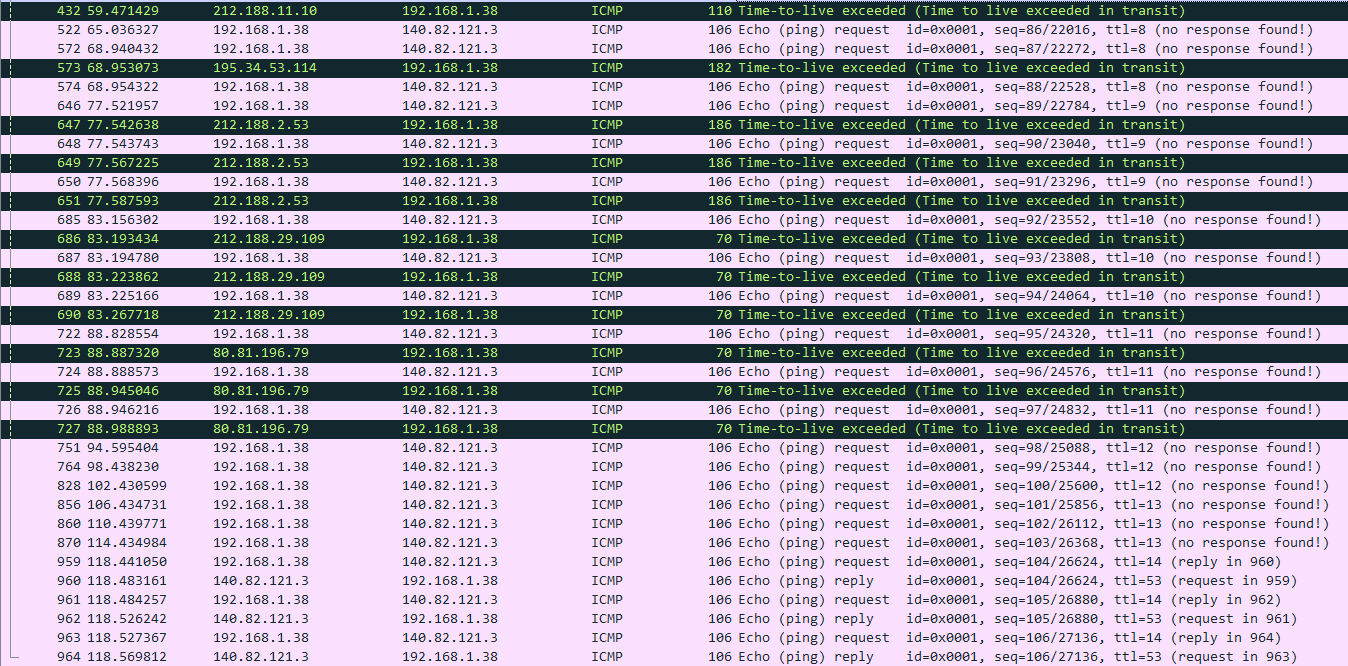 432 59.471429 212.188.11.10 192.168.1.38 ICMP 110 Time-to-live exceeded (Time to live exceeded in transit)
522 65.036327 192.168.1.38 140.82.121.3 ICMP 106 Echo (ping) request id=0x0001, seq=86/22016, ttl=8 (no response found!)
572 68.940432 192.168.1.38 140.82.121.3 ICMP 106 Echo (ping) request id=0x0001, seq=87/22272, ttl=8 (no response found!)
573 68.953073 195.34.53.114 192.168.1.38 ICMP 182 Time-to-live exceeded (Time to live exceeded in transit)
574 68.954322 192.168.1.38 140.82.121.3 ICMP 106 Echo (ping) request id=0x0001, seq=88/22528, ttl=8 (no response found!)
646 77.521957 192.168.1.38 140.82.121.3 ICMP 106 Echo (ping) request id=0x0001, seq=89/22784, ttl=9 (no response found!)
647 77.542638 212.188.2.53 192.168.1.38 ICMP 186 Time-to-live exceeded (Time to live exceeded in transit)
648 77.543743 192.168.1.38 140.82.121.3 ICMP 106 Echo (ping) request id=0x0001, seq=90/23040, ttl=9 (no response found!)
649 77.567225 212.188.2.53 192.168.1.38 ICMP 186 Time-to-live exceeded (Time to live exceeded in transit)
650 77.568396 192.168.1.38 140.82.121.3 ICMP 106 Echo (ping) request id=0x0001, seq=91/23296, ttl=9 (no response found!)
651 77.587593 212.188.2.53 192.168.1.38 ICMP 186 Time-to-live exceeded (Time to live exceeded in transit)
685 83.156302 192.168.1.38 140.82.121.3 ICMP 106 Echo (ping) request id=0x0001, seq=92/23552, ttl=10 (no response found!)
686 83.193434 212.188.29.109 192.168.1.38 ICMP 70 Time-to-live exceeded (Time to live exceeded in transit)
687 83.194780 192.168.1.38 140.82.121.3 ICMP 106 Echo (ping) request id=0x0001, seq=93/23808, ttl=10 (no response found!)
688 83.223862 212.188.29.109 192.168.1.38 ICMP 70 Time-to-live exceeded (Time to live exceeded in transit)
689 83.225166 192.168.1.38 140.82.121.3 ICMP 106 Echo (ping) request id=0x0001, seq=94/24064, ttl=10 (no response found!)
690 83.267718 212.188.29.109 192.168.1.38 ICMP 70 Time-to-live exceeded (Time to live exceeded in transit)
722 88.828554 192.168.1.38 140.82.121.3 ICMP 106 Echo (ping) request id=0x0001, seq=95/24320, ttl=11 (no response found!)
723 88.887320 80.81.196.79 192.168.1.38 ICMP 70 Time-to-live exceeded (Time to live exceeded in transit)
724 88.888573 192.168.1.38 140.82.121.3 ICMP 106 Echo (ping) request id=0x0001, seq=96/24576, ttl=11 (no response found!)
725 88.945046 80.81.196.79 192.168.1.38 ICMP 70 Time-to-live exceeded (Time to live exceeded in transit)
726 88.946216 192.168.1.38 140.82.121.3 ICMP 106 Echo (ping) request id=0x0001, seq=97/24832, ttl=11 (no response found!)
727 88.988893 80.81.196.79 192.168.1.38 ICMP 70 Time-to-live exceeded (Time to live exceeded in transit)
751 94.595404 192.168.1.38 140.82.121.3 ICMP 106 Echo (ping) request id=0x0001, seq=98/25088, ttl=12 (no response found!)
764 98.438230 192.168.1.38 140.82.121.3 ICMP 106 Echo (ping) request id=0x0001, seq=99/25344, ttl=12 (no response found!)
828 102.430599 192.168.1.38 140.82.121.3 ICMP 106 Echo (ping) request id=0x0001, seq=100/25600, ttl=12 (no response found!)
856 106.434731 192.168.1.38 140.82.121.3 ICMP 106 Echo (ping) request id=0x0001, seq=101/25856, ttl=13 (no response found!)
860 110.439771 192.168.1.38 140.82.121.3 ICMP 106 Echo (ping) request id=0x0001, seq=102/26112, ttl=13 (no response found!)
870 114.434984 192.168.1.38 140.82.121.3 ICMP 106 Echo (ping) request id=0x0001, seq=103/26368, ttl=13 (no response found!)
959 118.441050 192.168.1.38 140.82.121.3 ICMP 106 Echo (ping) request id=0x0001, seq=104/26624, ttl=14 (reply in 960)
960 118.483161 140.82.121.3 192.168.1.38 ICMP 106 Echo (ping) reply id=0x0001, seq=104/26624, ttl=53 (request in 959)
961 118.484257 192.168.1.38 140.82.121.3 ICMP 106 Echo (ping) request id=0x0001, seq=105/26880, ttl=14 (reply in 962)
962 118.526242 140.82.121.3 192.168.1.38 ICMP 106 Echo (ping) reply id=0x0001, seq=105/26880, ttl=53 (request in 961)
963 118.527367 192.168.1.38 140.82.121.3 ICMP 106 Echo (ping) request id=0x0001, seq=106/27136, ttl=14 (reply in 964)
964 118.569812 140.82.121.3 192.168.1.38 ICMP 106 Echo (ping) reply id=0x0001, seq=106/27136, ttl=53 (request in 963)